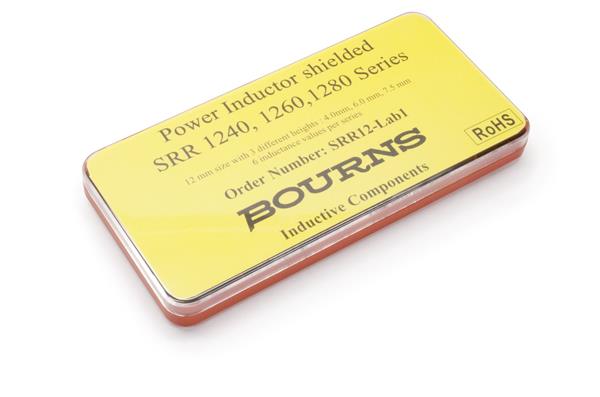 Power Inductor shielded
SRR 1240, 1260,1280 Series
12 mm size with 3 different heights : 4.0mm, 6.0 mm, 7.5 mm
6 inductance values per series
Order Number: SRR12-Lab1
RoHS
BOURNS
Inductive Components